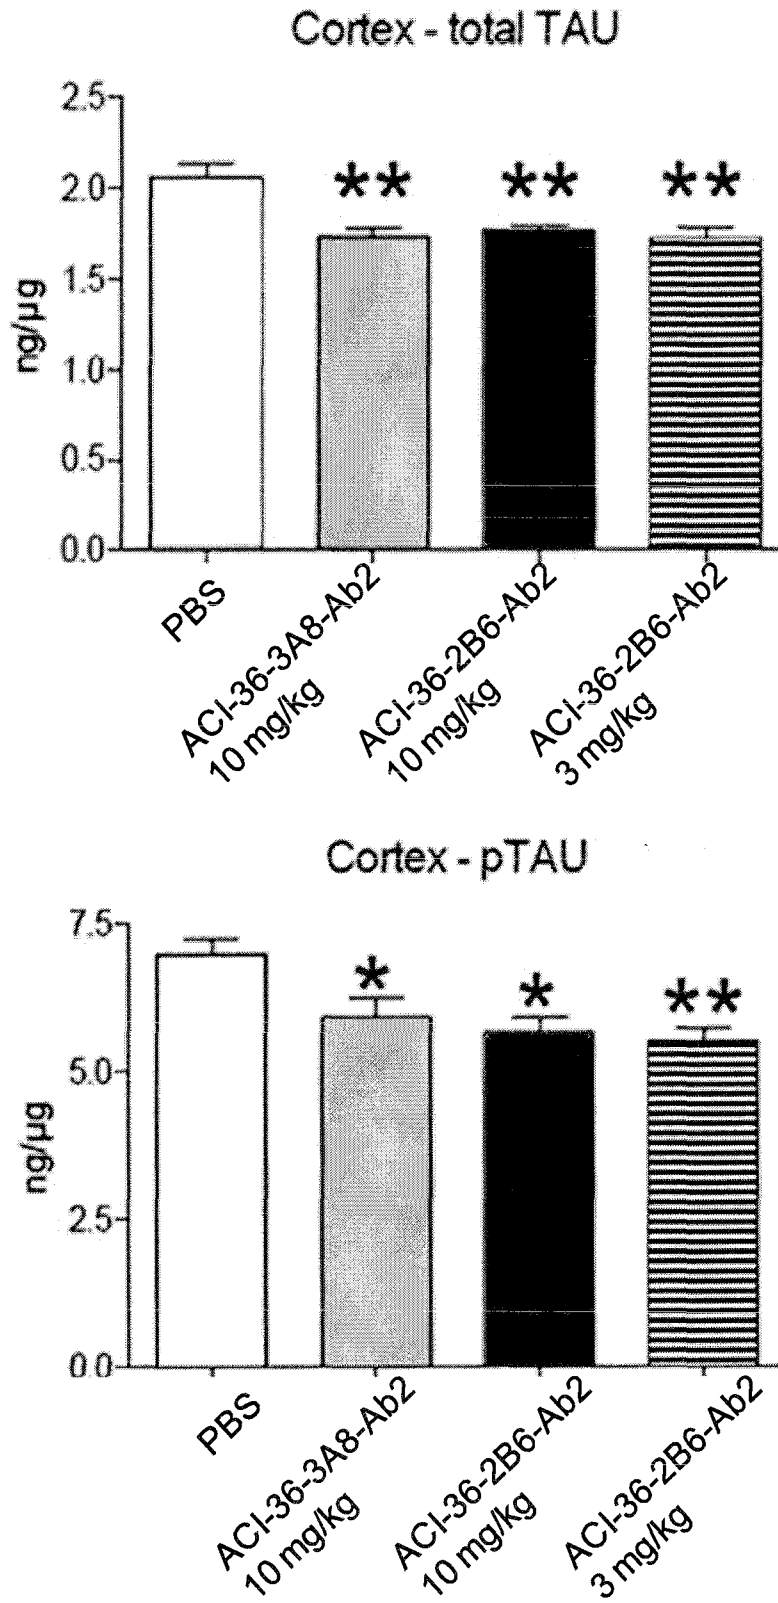 Cortex - total TAU
ng/µg
2.5
2.0
1.5
1.0
0.5
0.0
** ** **
PBS
ACI-36-3A8-Ab2
10 mg/kg
ACI-36-2B6-Ab2
10 mg/kg
ACI-36-2B6-Ab2
3 mg/kg
Cortex - pTAU
ng/µg
7.5
5.0
2.5
0.0
* * **
PBS
ACI-36-3A8-Ab2
10 mg/kg
ACI-36-2B6-Ab2
10 mg/kg
ACI-36-2B6-Ab2
3 mg/kg